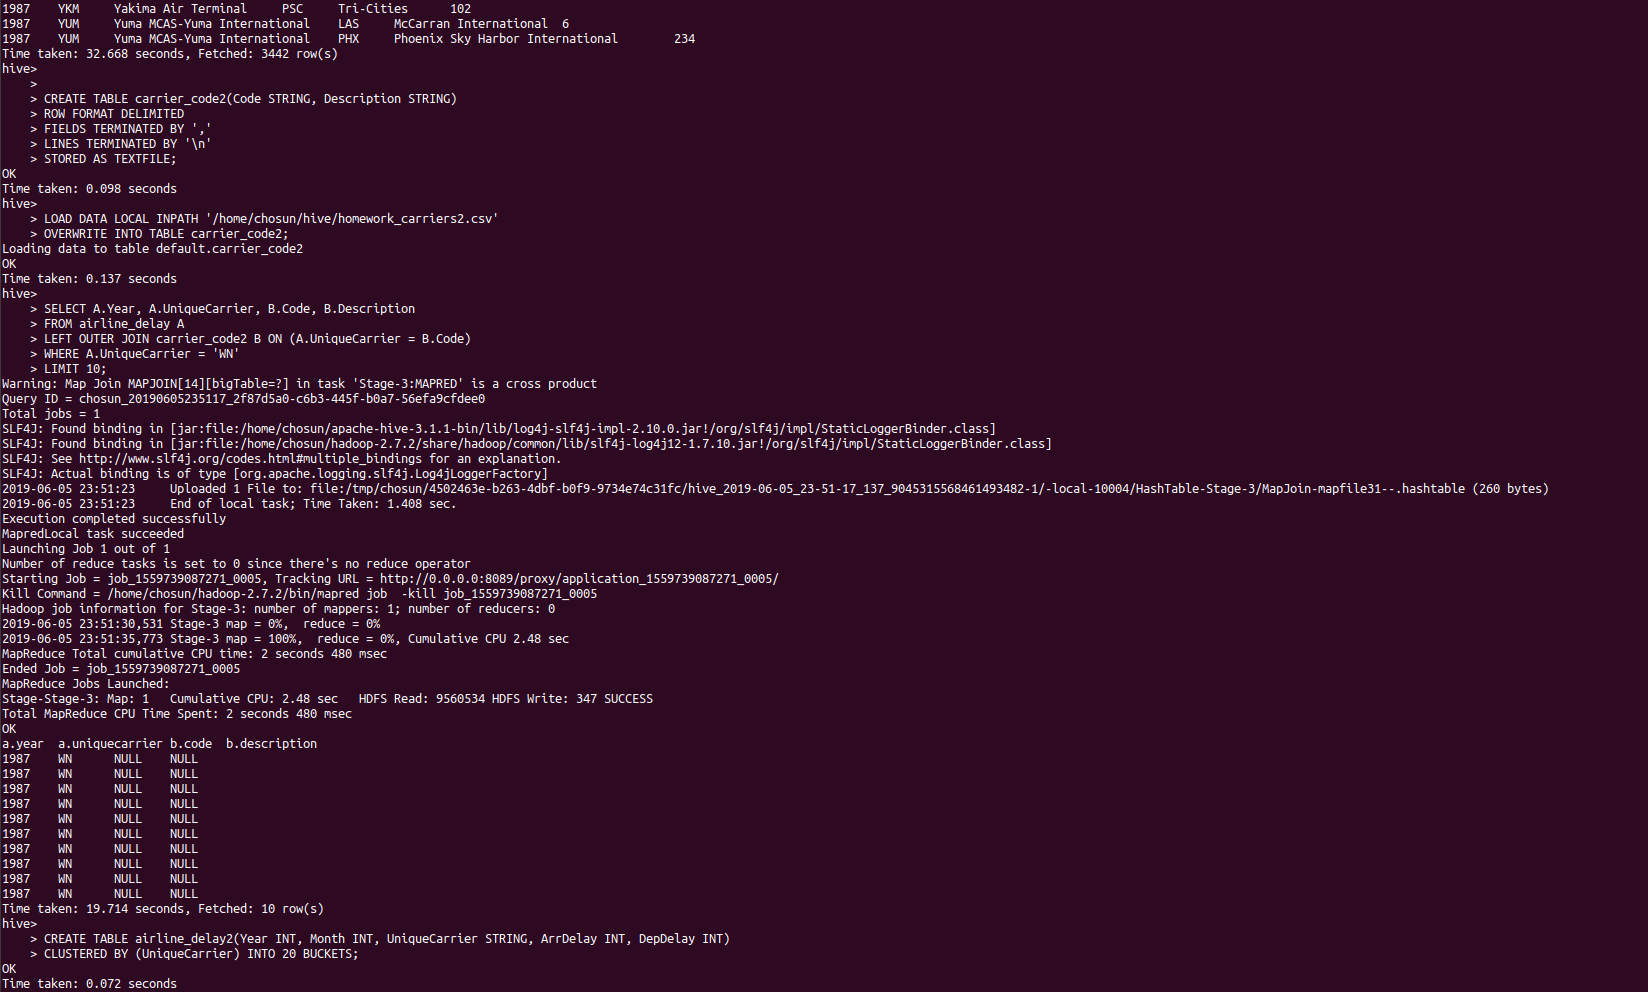 1987    YKM     Yakima Air Terminal     PSC     Tri-Cities      102
1987    YUM     Yuma MCAS-Yuma International    LAS     McCarran International  6
1987    YUM     Yuma MCAS-Yuma International    PHX     Phoenix Sky Harbor International        234
Time taken: 32.668 seconds, Fetched: 3442 row(s)
hive>
    >
    > CREATE TABLE carrier_code2(Code STRING, Description STRING)
    > ROW FORMAT DELIMITED
    > FIELDS TERMINATED BY ','
    > LINES TERMINATED BY '\n'
    > STORED AS TEXTFILE;
OK
Time taken: 0.098 seconds
hive>
    > LOAD DATA LOCAL INPATH '/home/chosun/hive/homework_carriers2.csv'
    > OVERWRITE INTO TABLE carrier_code2;
Loading data to table default.carrier_code2
OK
Time taken: 0.137 seconds
hive>
    > SELECT A.Year, A.UniqueCarrier, B.Code, B.Description
    > FROM airline_delay A
    > LEFT OUTER JOIN carrier_code2 B ON (A.UniqueCarrier = B.Code)
    > WHERE A.UniqueCarrier = 'WN'
    > LIMIT 10;
Warning: Map Join MAPJOIN[14][bigTable=?] in task 'Stage-3:MAPRED' is a cross product
Query ID = chosun_20190605235117_2f87d5a0-c6b3-445f-b0a7-56efa9cfdee0
Total jobs = 1
SLF4J: Found binding in [jar:file:/home/chosun/apache-hive-3.1.1-bin/lib/log4j-slf4j-impl-2.10.0.jar!/org/slf4j/impl/StaticLoggerBinder.class]
SLF4J: Found binding in [jar:file:/home/chosun/hadoop-2.7.2/share/hadoop/common/lib/slf4j-log4j12-1.7.10.jar!/org/slf4j/impl/StaticLoggerBinder.class]
SLF4J: See http://www.slf4j.org/codes.html#multiple_bindings for an explanation.
SLF4J: Actual binding is of type [org.apache.logging.slf4j.Log4jLoggerFactory]
2019-06-05 23:51:23     Uploaded 1 File to: file:/tmp/chosun/4502463e-b263-4dbf-b0f9-9734e74c31fc/hive_2019-06-05_23-51-17_137_9045315568461493482-1/-local-10004/HashTable-Stage-3/MapJoin-mapfile31--.hashtable (260 bytes)
2019-06-05 23:51:23     End of local task; Time Taken: 1.408 sec.
Execution completed successfully
MapredLocal task succeeded
Launching Job 1 out of 1
Number of reduce tasks is set to 0 since there's no reduce operator
Starting Job = job_1559739087271_0005, Tracking URL = http://0.0.0.0:8089/proxy/application_1559739087271_0005/
Kill Command = /home/chosun/hadoop-2.7.2/bin/mapred job  -kill job_1559739087271_0005
Hadoop job information for Stage-3: number of mappers: 1; number of reducers: 0
2019-06-05 23:51:30,531 Stage-3 map = 0%,  reduce = 0%
2019-06-05 23:51:35,773 Stage-3 map = 100%,  reduce = 0%, Cumulative CPU 2.48 sec
MapReduce Total cumulative CPU time: 2 seconds 480 msec
Ended Job = job_1559739087271_0005
MapReduce Jobs Launched:
Stage-Stage-3: Map: 1   Cumulative CPU: 2.48 sec   HDFS Read: 9560534 HDFS Write: 347 SUCCESS
Total MapReduce CPU Time Spent: 2 seconds 480 msec
OK
a.year  a.uniquecarrier b.code  b.description
1987    WN      NULL    NULL
1987    WN      NULL    NULL
1987    WN      NULL    NULL
1987    WN      NULL    NULL
1987    WN      NULL    NULL
1987    WN      NULL    NULL
1987    WN      NULL    NULL
1987    WN      NULL    NULL
1987    WN      NULL    NULL
1987    WN      NULL    NULL
Time taken: 19.714 seconds, Fetched: 10 row(s)
hive>
    > CREATE TABLE airline_delay2(Year INT, Month INT, UniqueCarrier STRING, ArrDelay INT, DepDelay INT)
    > CLUSTERED BY (UniqueCarrier) INTO 20 BUCKETS;
OK
Time taken: 0.072 seconds